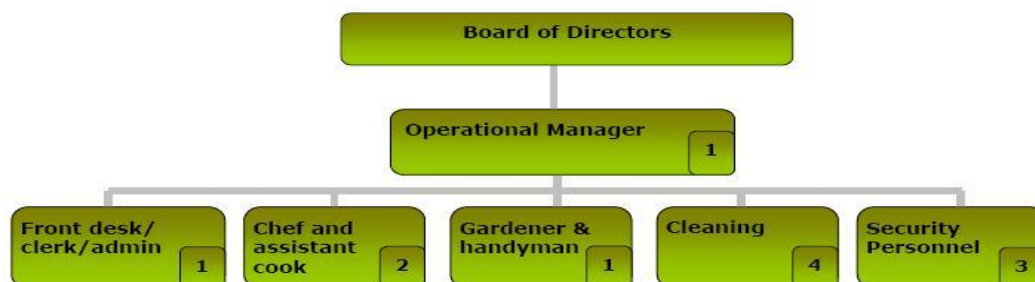 Board of Directors
Operational Manager
1
Front desk/
clerk/admin
1
Chef and
assistant
cook
2
Gardener &
handyman
1
Cleaning
4
Security
Personnel
3